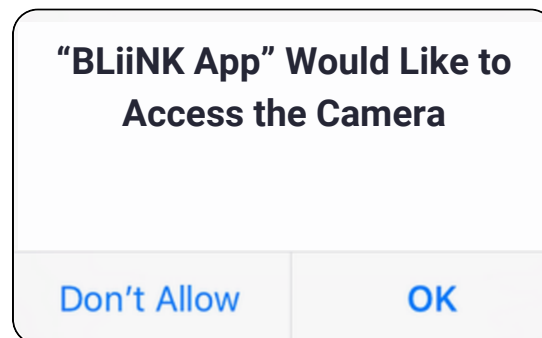 “BLiiNK App” Would Like to
Access the Camera
Don’t Allow
OK